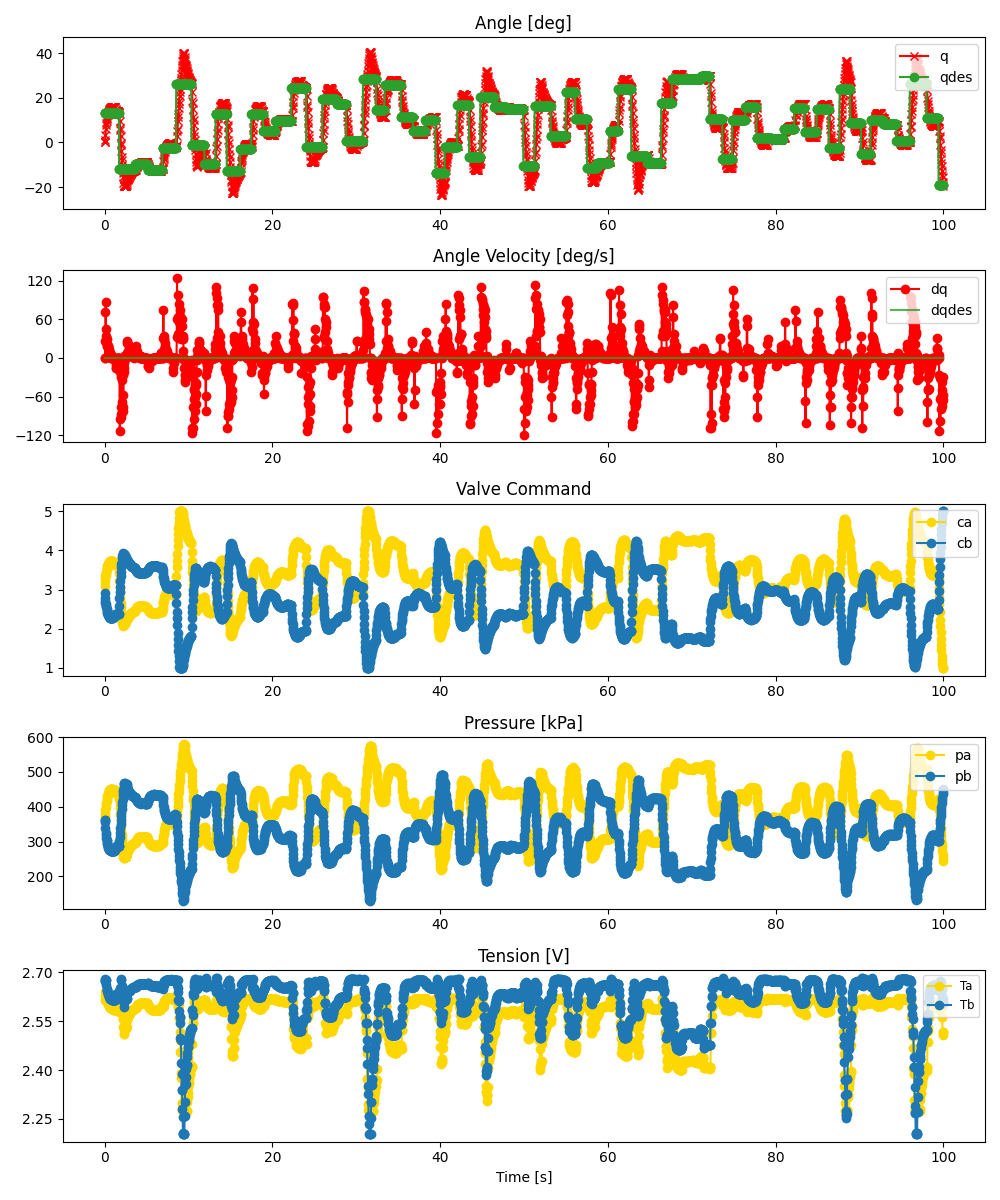 Angle [deg]
40
20
0
−20
q
qdes
0 20 40 60 80 100
Angle Velocity [deg/s]
120
60
0
−60
−120
dq
dqdes
0 20 40 60 80 100
Valve Command
5
4
3
2
1
ca
cb
0 20 40 60 80 100
Pressure [kPa]
600
500
400
300
200
pa
pb
0 20 40 60 80 100
Tension [V]
2.70
2.55
2.40
2.25
Ta
Tb
0 20 40 60 80 100
Time [s]